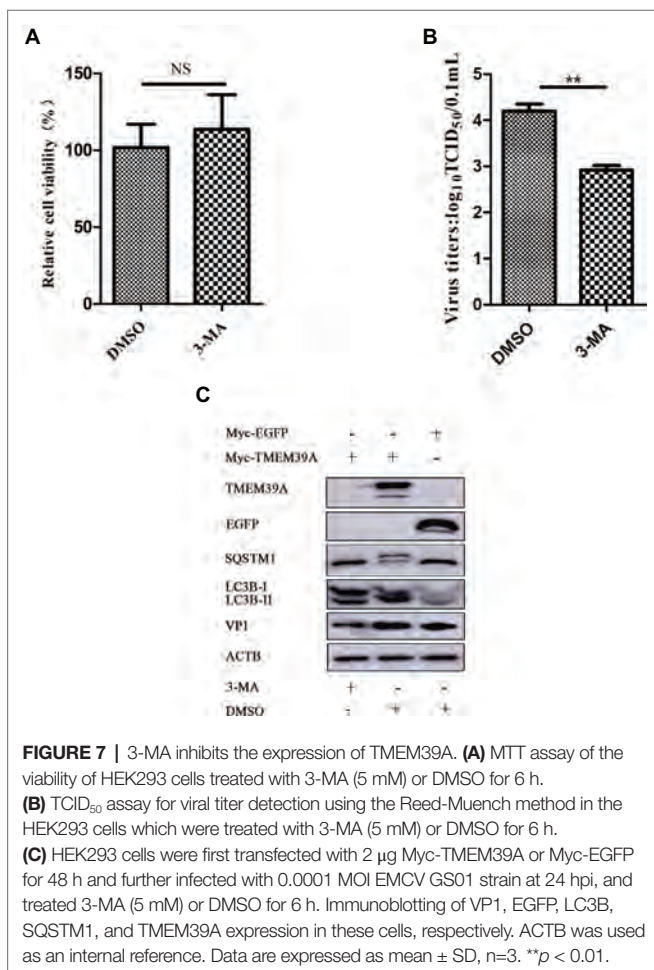 A
Relative cell viability (%)
150
100
50
0
NS
DMSO
3-MA
B
Virus titers:log10TCID50/0.1mL
5
4
3
2
1
0
**
DMSO
3-MA
C
Myc-EGFP - - +
Myc-TMEM39A + + -
TMEM39A
EGFP
SQSTM1
LC3B-I
LC3B-II
VP1
ACTB
3-MA + - -
DMSO - + +
FIGURE 7 | 3-MA inhibits the expression of TMEM39A. (A) MTT assay of the
viability of HEK293 cells treated with 3-MA (5 mM) or DMSO for 6 h.
(B) TCID50 assay for viral titer detection using the Reed-Muench method in the
HEK293 cells which were treated with 3-MA (5 mM) or DMSO for 6 h.
(C) HEK293 cells were first transfected with 2 μg Myc-TMEM39A or Myc-EGFP
for 48 h and further infected with 0.0001 MOI EMCV GS01 strain at 24 hpi, and
treated 3-MA (5 mM) or DMSO for 6 h. Immunoblotting of VP1, EGFP, LC3B,
SQSTM1, and TMEM39A expression in these cells, respectively. ACTB was used
as an internal reference. Data are expressed as mean ± SD, n=3. **p < 0.01.